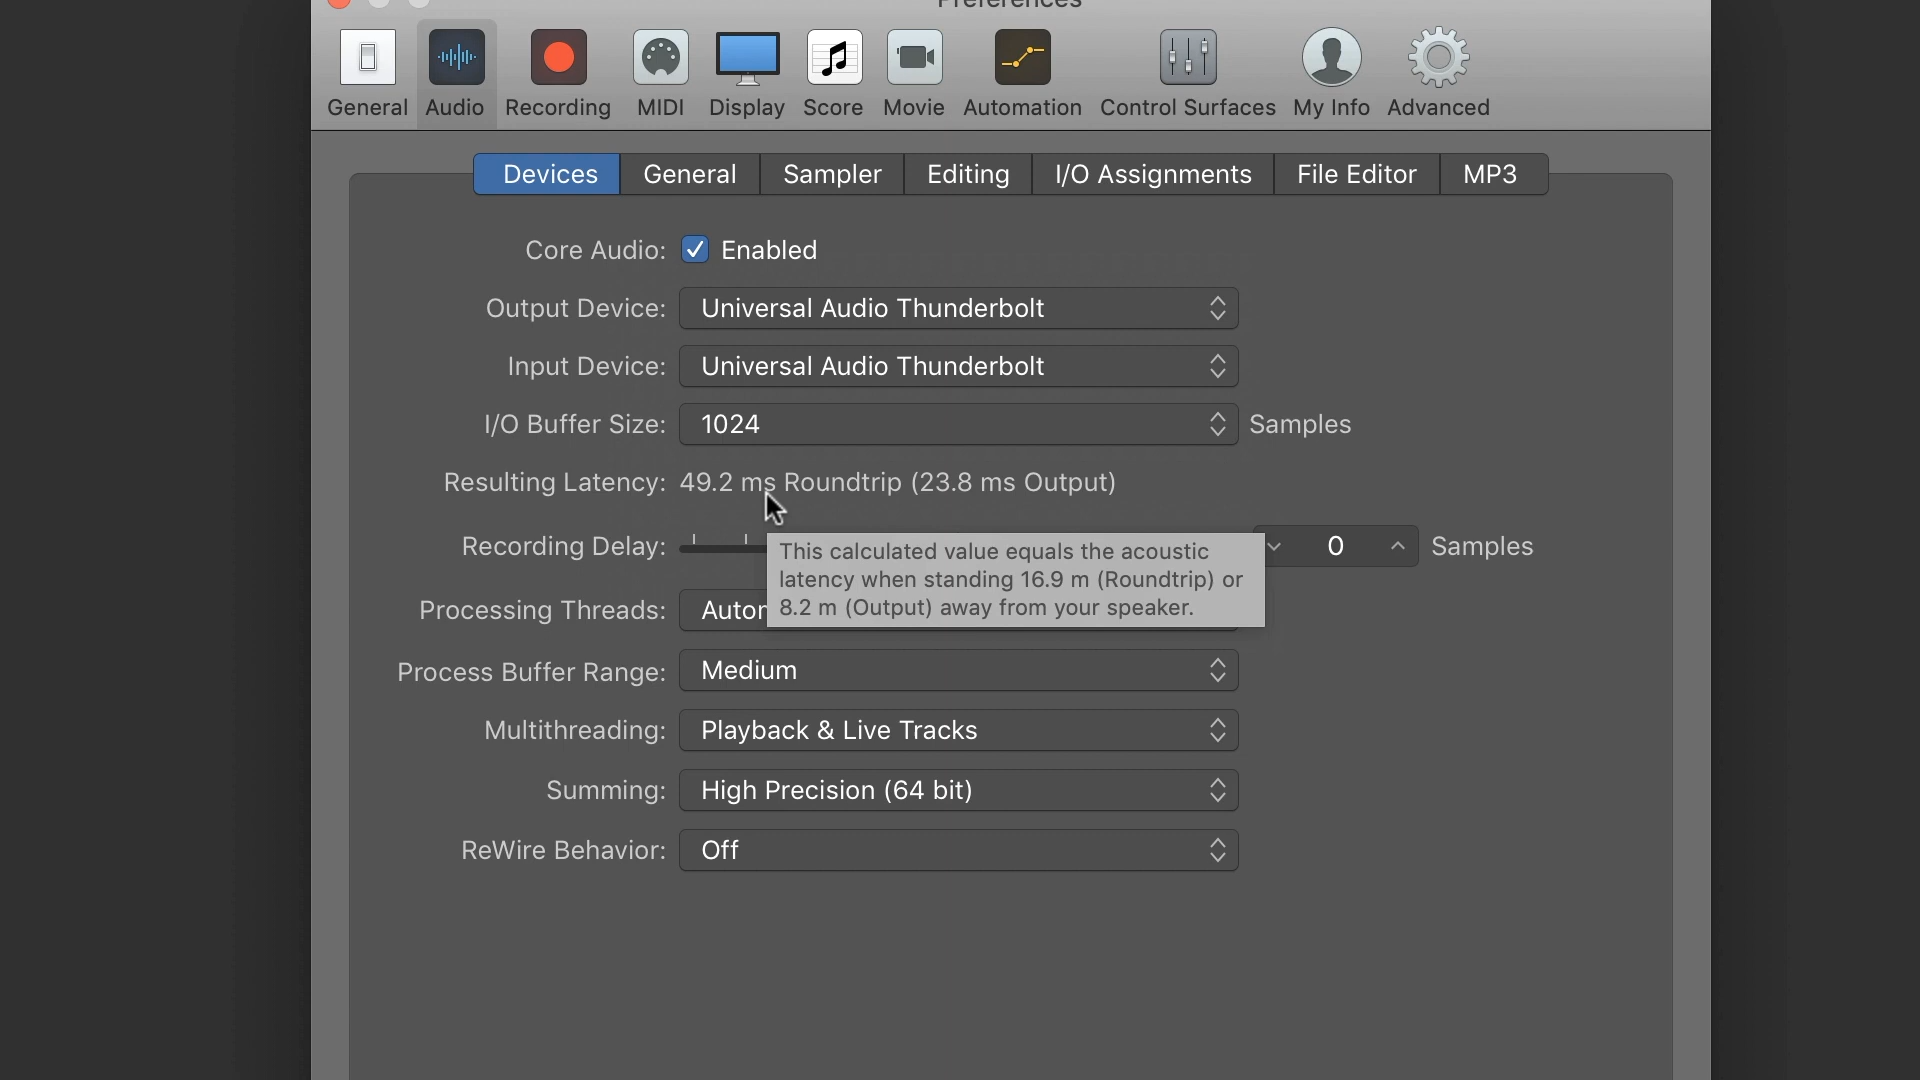 Preferences
General Audio Recording MIDI Display Score Movie Automation Control Surfaces My Info Advanced
Devices General Sampler Editing I/O Assignments File Editor MP3
Core Audio: Enabled
Output Device: Universal Audio Thunderbolt
Input Device: Universal Audio Thunderbolt
I/O Buffer Size: 1024 Samples
Resulting Latency: 49.2 ms Roundtrip (23.8 ms Output)
Recording Delay: 0 Samples
This calculated value equals the acoustic
latency when standing 16.9 m (Roundtrip) or
8.2 m (Output) away from your speaker.
Processing Threads:
Process Buffer Range: Medium
Multithreading: Playback & Live Tracks
Summing: High Precision (64 bit)
ReWire Behavior: Off